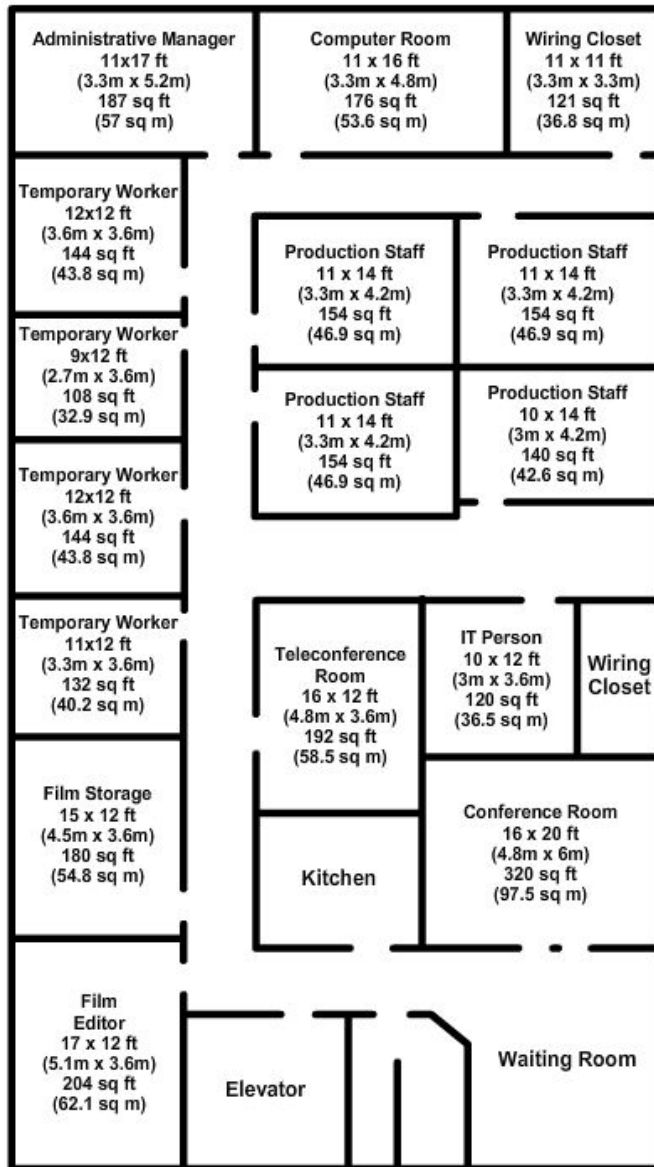 Administrative Manager
11x17 ft
(3.3m x 5.2m)
187 sq ft
(57 sq m)
Computer Room
11 x 16 ft
(3.3m x 4.8m)
176 sq ft
(53.6 sq m)
Wiring Closet
11 x 11 ft
(3.3m x 3.3m)
121 sq ft
(36.8 sq m)
Temporary Worker
12x12 ft
(3.6m x 3.6m)
144 sq ft
(43.8 sq m)
Production Staff
11 x 14 ft
(3.3m x 4.2m)
154 sq ft
(46.9 sq m)
Production Staff
11 x 14 ft
(3.3m x 4.2m)
154 sq ft
(46.9 sq m)
Temporary Worker
9x12 ft
(2.7m x 3.6m)
108 sq ft
(32.9 sq m)
Production Staff
11 x 14 ft
(3.3m x 4.2m)
154 sq ft
(46.9 sq m)
Production Staff
10 x 14 ft
(3m x 4.2m)
140 sq ft
(42.6 sq m)
Temporary Worker
12x12 ft
(3.6m x 3.6m)
144 sq ft
(43.8 sq m)
Temporary Worker
11x12 ft
(3.3m x 3.6m)
132 sq ft
(40.2 sq m)
Teleconference
Room
16 x 12 ft
(4.8m x 3.6m)
192 sq ft
(58.5 sq m)
IT Person
10 x 12 ft
(3m x 3.6m)
120 sq ft
(36.5 sq m)
Wiring
Closet
Film Storage
15 x 12 ft
(4.5m x 3.6m)
180 sq ft
(54.8 sq m)
Kitchen
Conference Room
16 x 20 ft
(4.8m x 6m)
320 sq ft
(97.5 sq m)
Film
Editor
17 x 12 ft
(5.1m x 3.6m)
204 sq ft
(62.1 sq m)
Elevator
Waiting Room